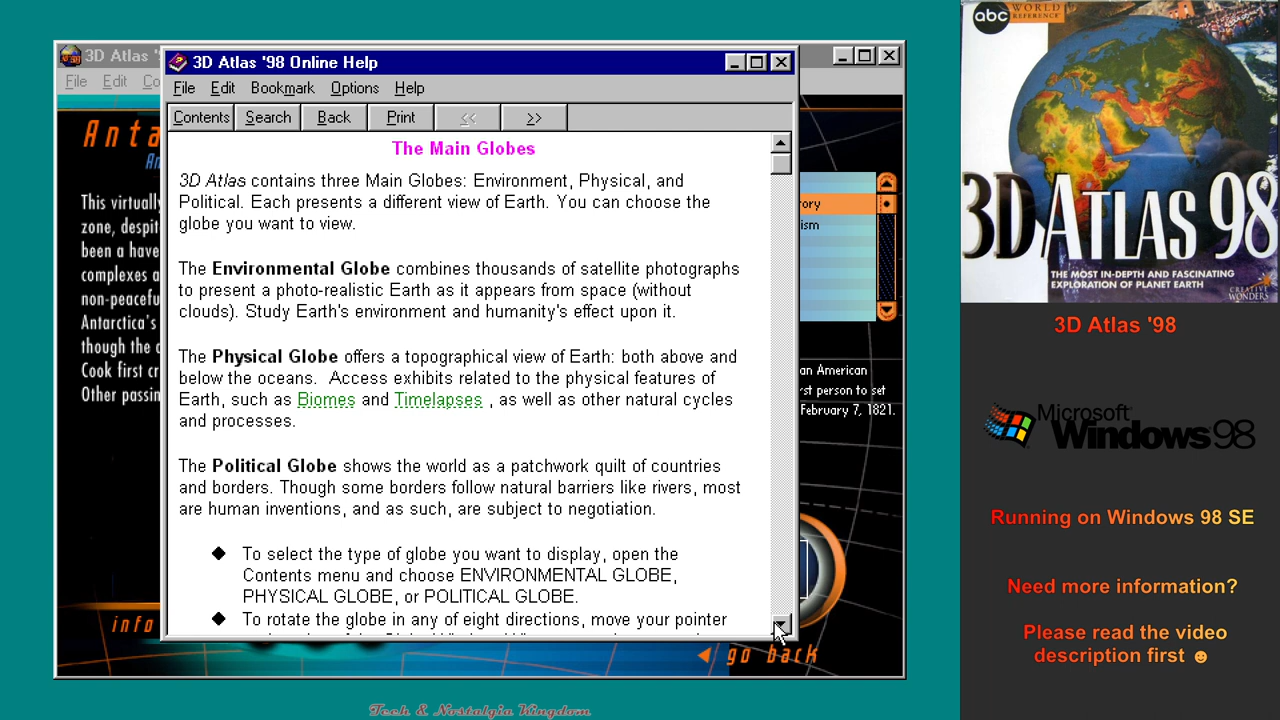 3D Atlas '
File Edit Co
3D Atlas '98 Online Help
File Edit Bookmark Options Help
Contents Search Back Print << >>
The Main Globes
3D Atlas contains three Main Globes: Environment, Physical, and
Political. Each presents a different view of Earth. You can choose the
globe you want to view.
The Environmental Globe combines thousands of satellite photographs
to present a photo-realistic Earth as it appears from space (without
clouds). Study Earth's environment and humanity's effect upon it.
The Physical Globe offers a topographical view of Earth: both above and
below the oceans. Access exhibits related to the physical features of
Earth, such as Biomes and Timelapses , as well as other natural cycles
and processes.
The Political Globe shows the world as a patchwork quilt of countries
and borders. Though some borders follow natural barriers like rivers, most
are human inventions, and as such, are subject to negotiation.
◆ To select the type of globe you want to display, open the
Contents menu and choose ENVIRONMENTAL GLOBE,
PHYSICAL GLOBE, or POLITICAL GLOBE.
◆ To rotate the globe in any of eight directions, move your pointer
Anta
An
This virtually
zone, despit
been a have
complexes a
non-peacefu
Antarctica's
though the
Cook first cr
Other passin
info
ory
ism
an American
rst person to set
February 7, 1821.
go back
Tech & Nostalgia Kingdom
abc WORLD
REFERENCE
3D ATLAS 98
THE MOST IN-DEPTH AND FASCINATING
EXPLORATION OF PLANET EARTH
CREATIVE
WONDERS
3D Atlas '98
Microsoft
Windows 98
Running on Windows 98 SE
Need more information?
Please read the video
description first ☻